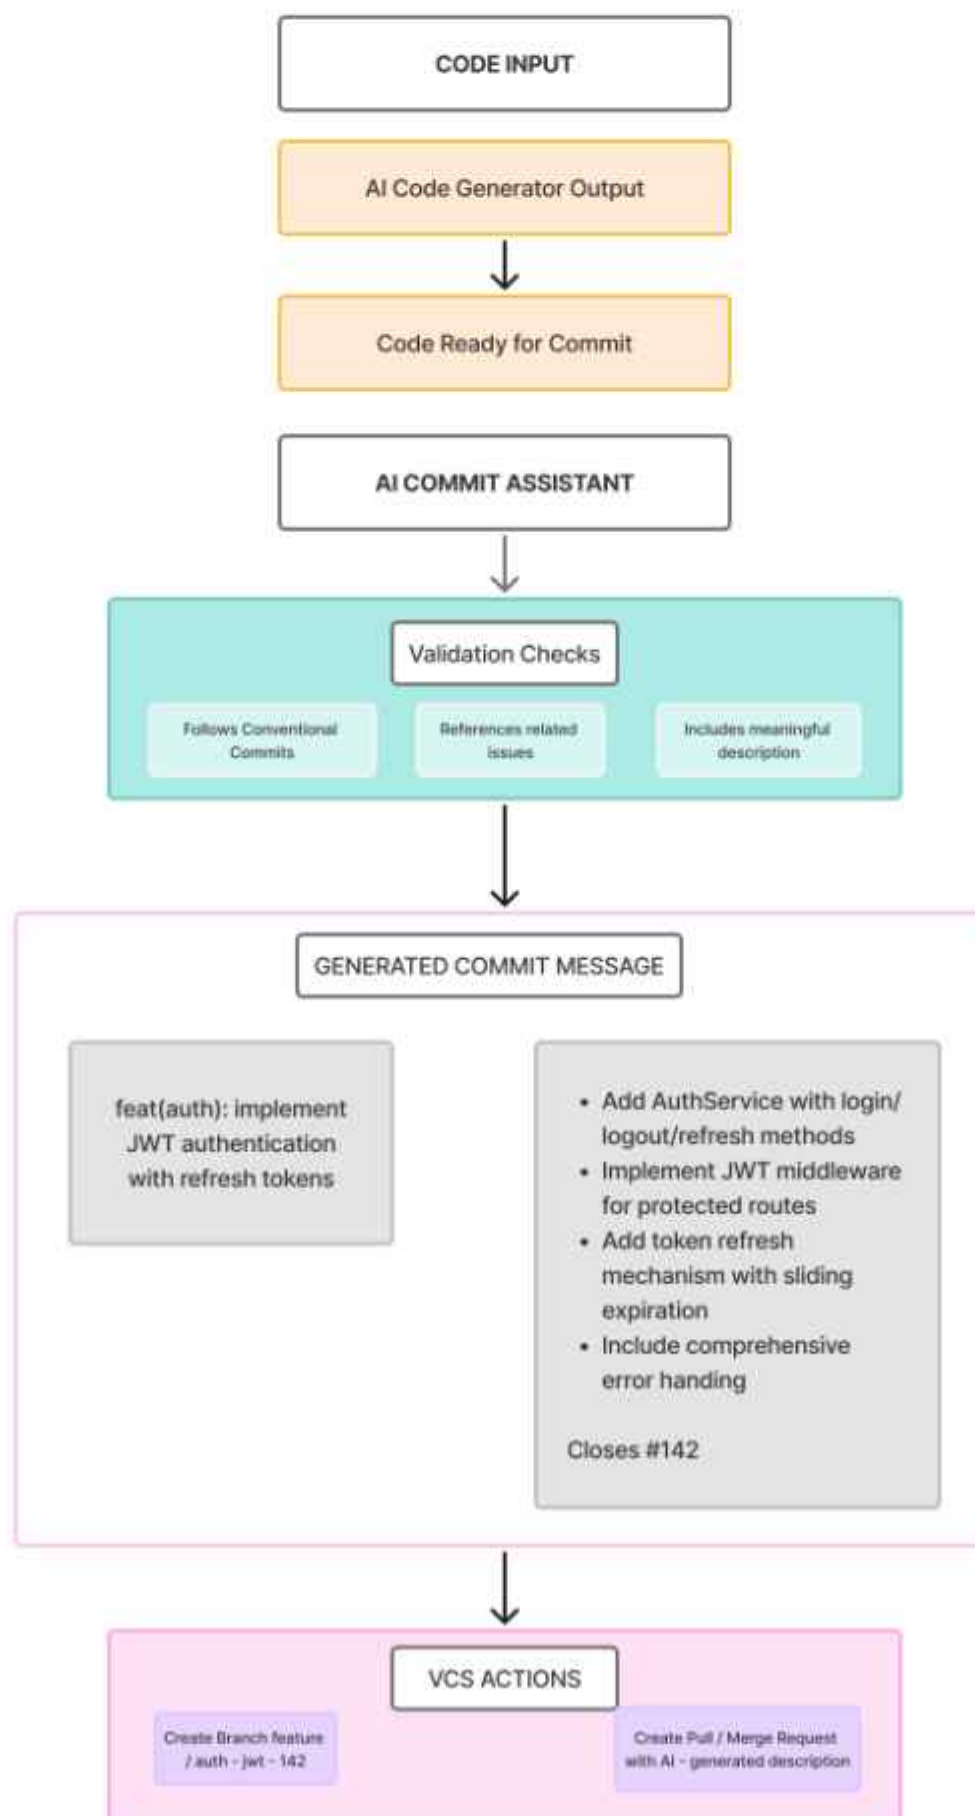 CODE INPUT
AI Code Generator Output
Code Ready for Commit
AI COMMIT ASSISTANT
Validation Checks
Follows Conventional
Commits
References related
issues
Includes meaningful
description
GENERATED COMMIT MESSAGE
feat(auth): implement
JWT authentication
with refresh tokens
• Add AuthService with login/
logout/refresh methods
• Implement JWT middleware
for protected routes
• Add token refresh
mechanism with sliding
expiration
• Include comprehensive
error handing
Closes #142
VCS ACTIONS
Create Branch feature
/ auth - jwt - 142
Create Pull / Merge Request
with AI - generated description